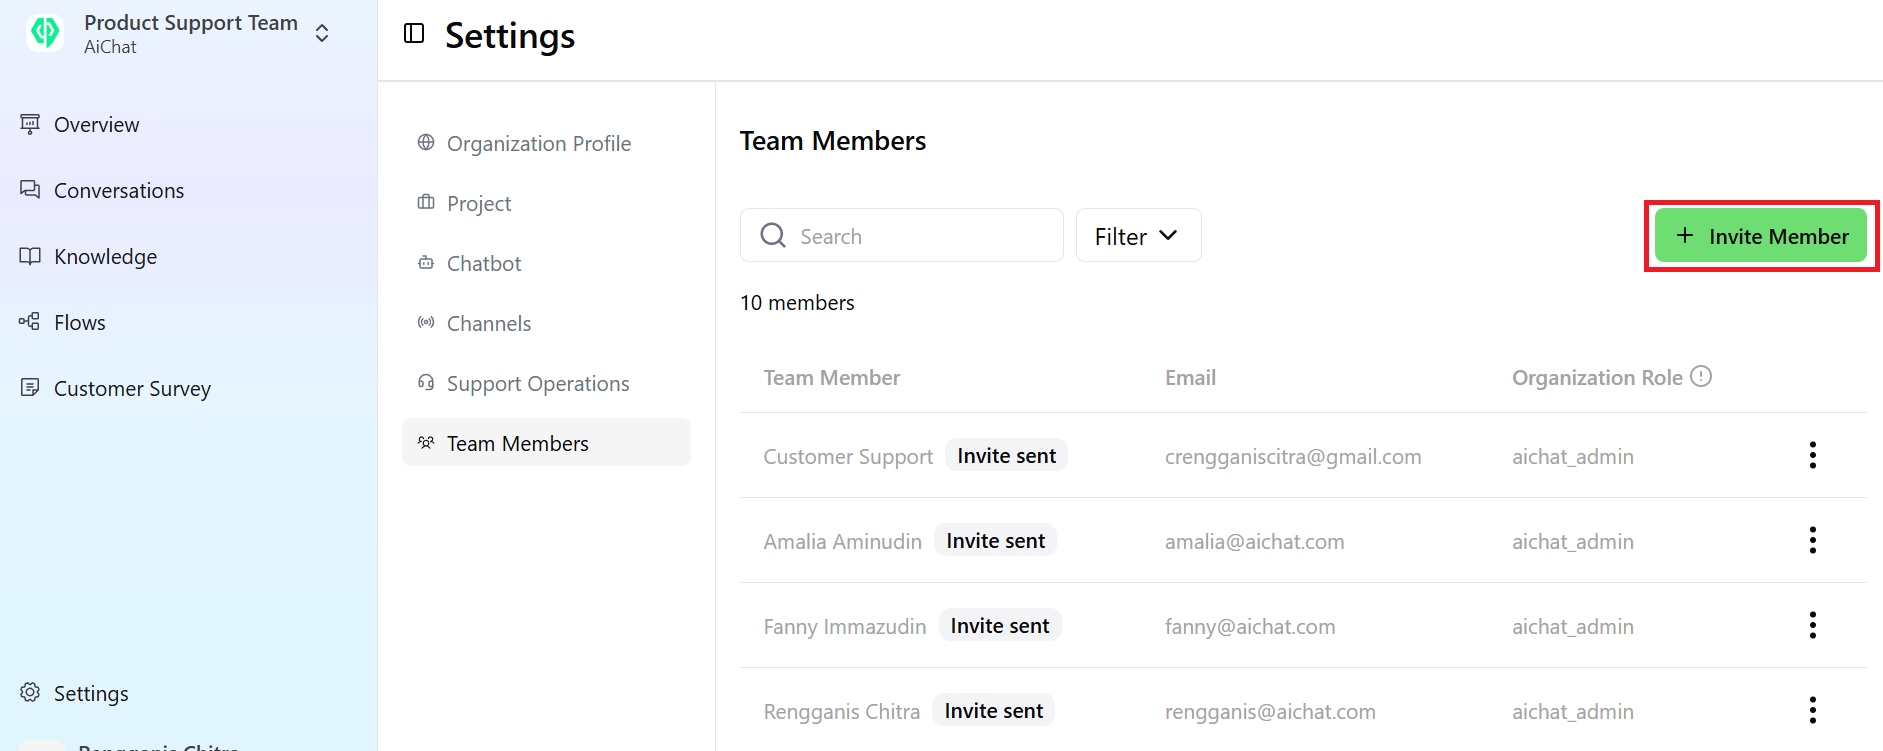 Product Support Team
AiChat
Overview
Conversations
Knowledge
Flows
Customer Survey
Settings
Rengganis Chitra
Settings
Organization Profile
Project
Chatbot
Channels
Support Operations
Team Members
Team Members
Search
Filter
+ Invite Member
10 members
Team Member Email Organization Role
Customer Support Invite sent crengganiscitra@gmail.com aichat_admin
Amalia Aminudin Invite sent amalia@aichat.com aichat_admin
Fanny Immazudin Invite sent fanny@aichat.com aichat_admin
Rengganis Chitra Invite sent rengganis@aichat.com aichat_admin